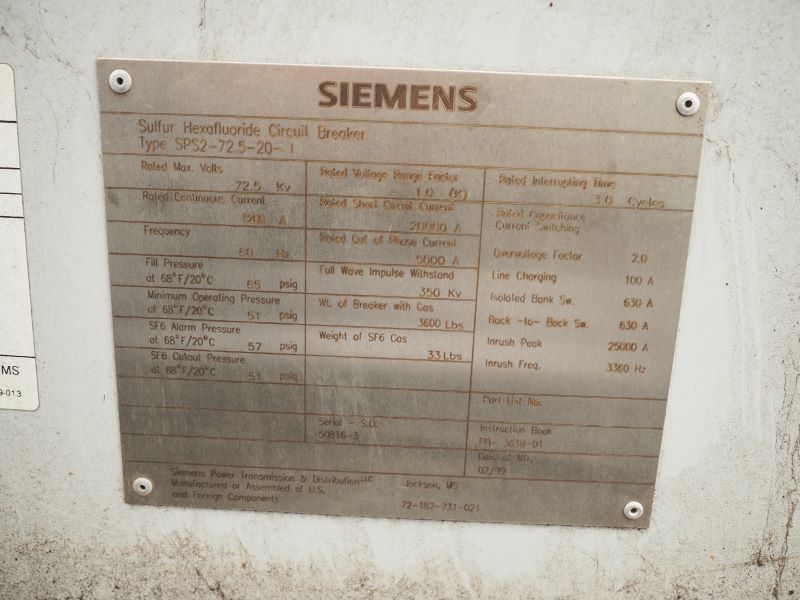 SIEMENS
Sulfur Hexafluoride Circuit Breaker
Type SPS2-72.5-20-1
Rated Max. Volts
72.5 Kv
Rated Continuous Current
1200 A
Frequency
60 Hz
Fill Pressure
at 68°F/20°C 65 psig
Minimum Operating Pressure
at 68°F/20°C 51 psig
SF6 Alarm Pressure
at 68°F/20°C 57 psig
SF6 Cutout Pressure
at 68°F/20°C 51 psig
Rated Voltage Range Factor
1.0 (K)
Rated Short Circuit Current
20000 A
Rated Out of Phase Current
5000 A
Full Wave Impulse Withstand
350 Kv
Wt. of Breaker with Gas
3600 Lbs
Weight of SF6 Gas
33 Lbs
Serial - S.O.
50816-3
Rated Interrupting Time
3.0 Cycles
Rated Capacitance
Current Switching
Overvoltage Factor 2.0
Line Charging 100 A
Isolated Bank Sw. 630 A
Back -to- Back Sw. 630 A
Inrush Peak 25000 A
Inrush Freq. 3360 Hz
Part List No.
Instruction Book
PB- 3638-01
Date of Mfr.
02/99
Siemens Power Transmission & Distribution LLC
Manufactured or Assembled of U.S.
and Foreign Components
Jackson, MS
72-182-731-021
MS
9-013